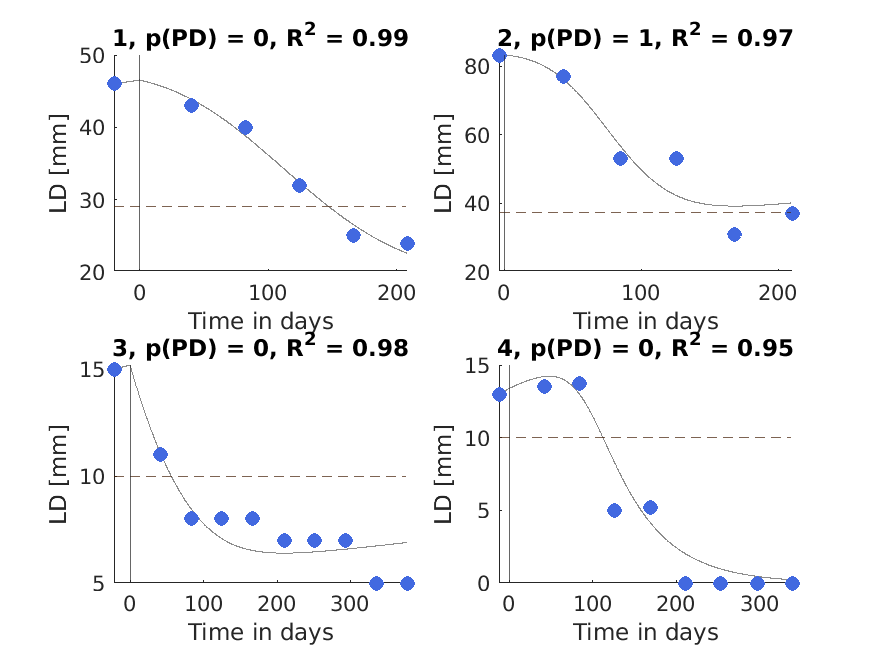 1, p(PD) = 0, R² = 0.99
50
40
30
20
LD [mm]
0 100 200
Time in days
2, p(PD) = 1, R² = 0.97
80
60
40
20
LD [mm]
0 100 200
Time in days
3, p(PD) = 0, R² = 0.98
15
10
5
LD [mm]
0 100 200 300
Time in days
4, p(PD) = 0, R² = 0.95
15
10
5
0
LD [mm]
0 100 200 300
Time in days